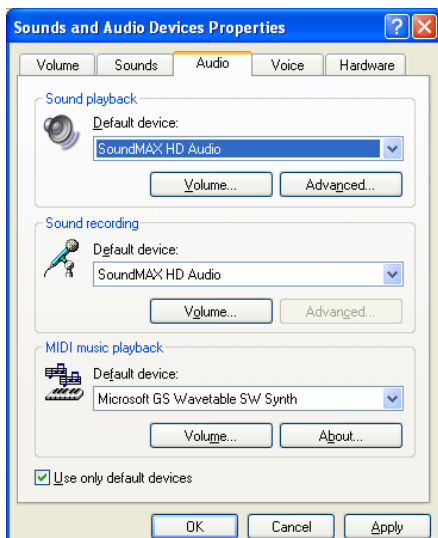 Sounds and Audio Devices Properties
Volume Sounds Audio Voice Hardware
Sound playback
Default device:
SoundMAX HD Audio
Volume... Advanced...
Sound recording
Default device:
SoundMAX HD Audio
Volume... Advanced...
MIDI music playback
Default device:
Microsoft GS Wavetable SW Synth
Volume... About...
Use only default devices
OK Cancel Apply